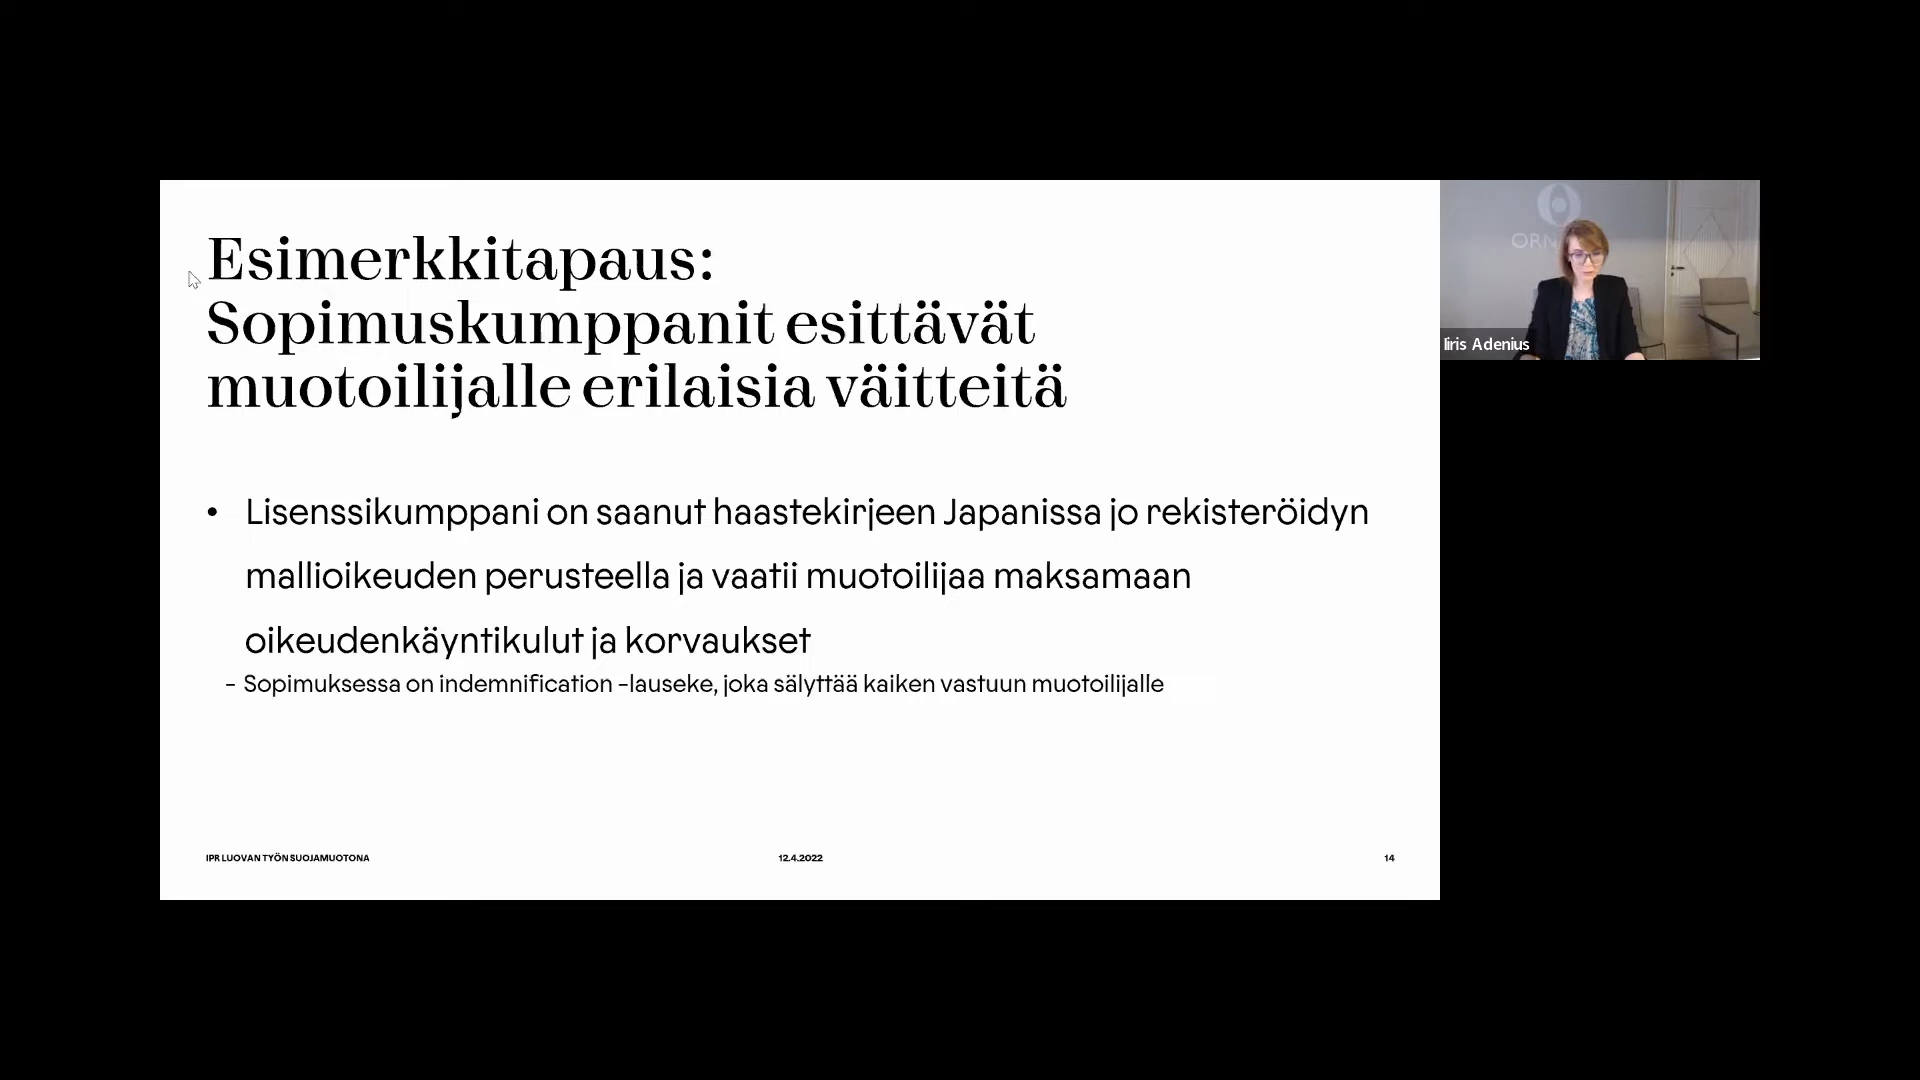 Esimerkkitapaus:
Sopimuskumppanit esittävät
muotoilijalle erilaisia väitteitä
• Lisenssikumppani on saanut haastekirjeen Japanissa jo rekisteröidyn
mallioikeuden perusteella ja vaatii muotoilijaa maksamaan
oikeudenkäyntikulut ja korvaukset
– Sopimuksessa on indemnification –lauseke, joka sälyttää kaiken vastuun muotoilijalle
IPR LUOVAN TYÖN SUOJAMUOTONA
12.4.2022
14
Iiris Adenius